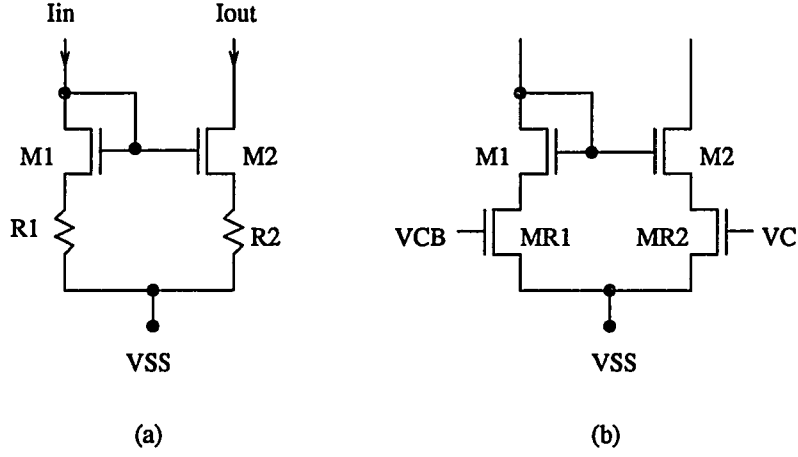 Iin Iout
M1 M2 M1 M2
R1 R2 VCB MR1 MR2 VC
VSS VSS
(a) (b)